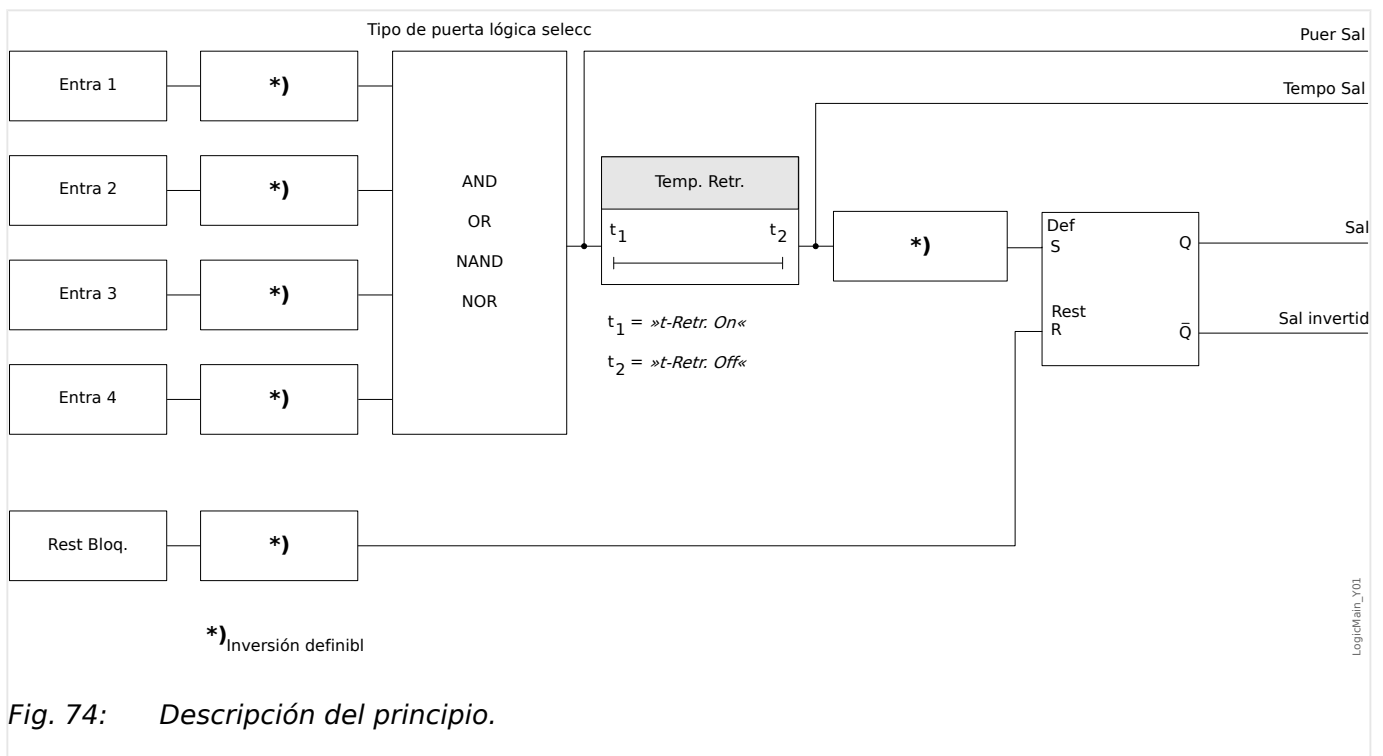 Tipo de puerta lógica selecc
Puer Sal
Entra 1
*)
Tempo Sal
Entra 2
*)
AND
OR
NAND
NOR
Temp. Retr.
t1
t2
*)
Def
S
Q
Sal
Entra 3
*)
Rest
R
Q̅
Sal invertid
t1 = »t-Retr. On«
t2 = »t-Retr. Off«
Entra 4
*)
Rest Bloq.
*)
*)Inversión definibl
LogicMain_Y01
Fig. 74: Descripción del principio.